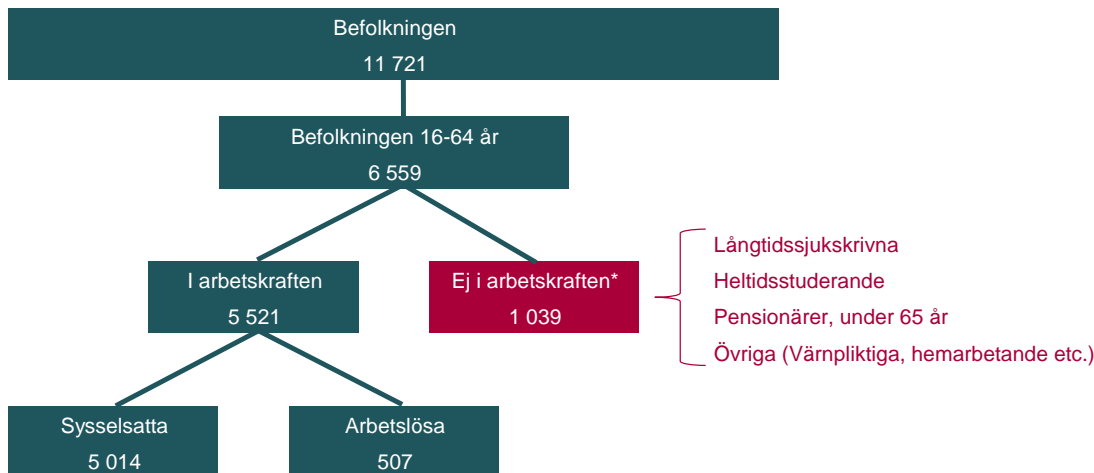 Befolkningen
11 721
Befolkningen 16-64 år
6 559
I arbetskraften
5 521
Ej i arbetskraften*
1 039
Långtidssjukskrivna
Heltidsstuderande
Pensionärer, under 65 år
Övriga (Värnpliktiga, hemarbetande etc.)
Sysselsatta
5 014
Arbetslösa
507